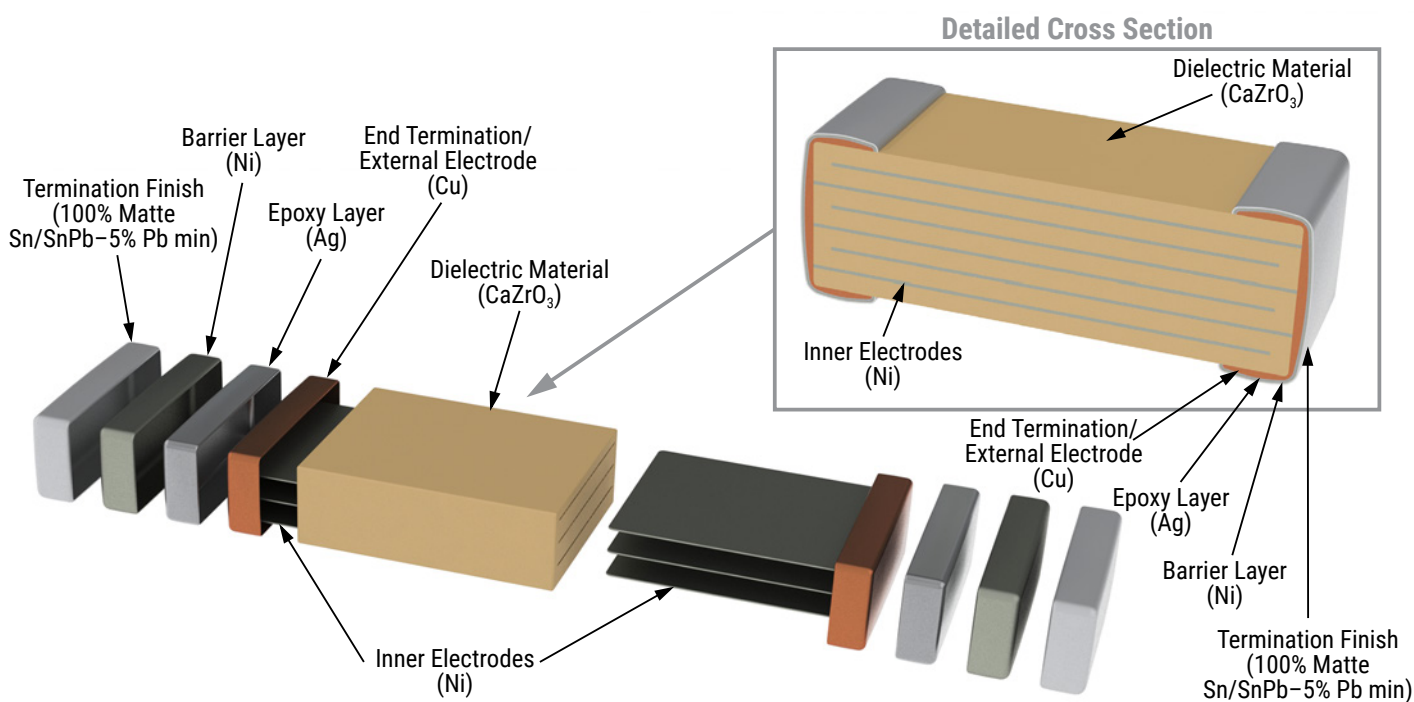 Detailed Cross Section
Dielectric Material
(CaZrO₃)
Inner Electrodes
(Ni)
End Termination/
External Electrode
(Cu)
Epoxy Layer
(Ag)
Barrier Layer
(Ni)
Termination Finish
(100% Matte
Sn/SnPb–5% Pb min)
Termination Finish
(100% Matte
Sn/SnPb–5% Pb min)
Barrier Layer
(Ni)
Epoxy Layer
(Ag)
End Termination/
External Electrode
(Cu)
Dielectric Material
(CaZrO₃)
Inner Electrodes
(Ni)